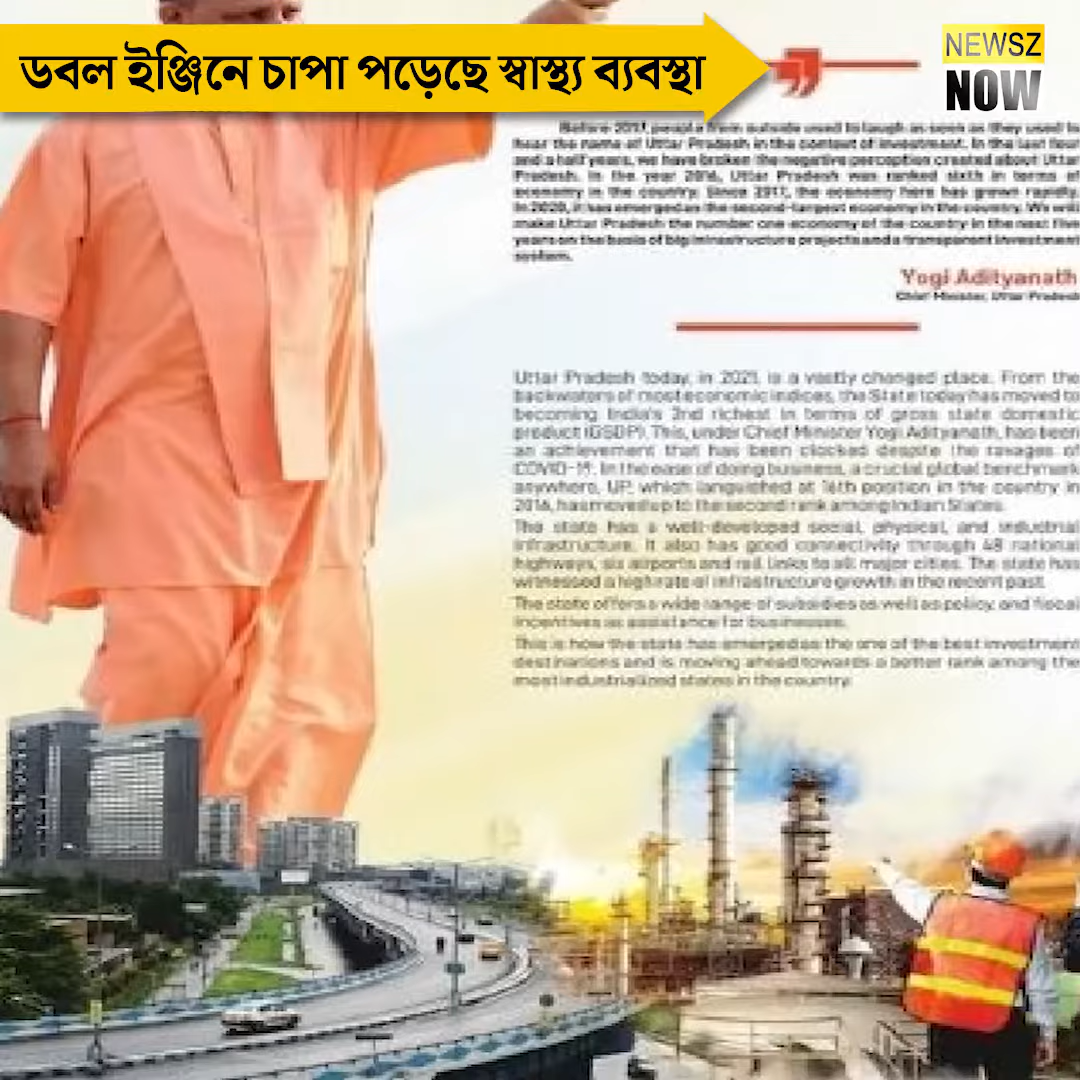 ডবল ইঞ্জিনে চাপা পড়েছে স্বাস্থ্য ব্যবস্থা
NEWSZ
NOW
Before 2017, people from outside used to laugh as soon as they used to
hear the name of Uttar Pradesh in the context of investment. In the last four
and a half years, we have broken the negative perception created about Uttar
Pradesh. In the year 2016, Uttar Pradesh was ranked sixth in terms of
economy in the country. Since 2017, the economy here has grown rapidly.
In 2020, it has emerged as the second-largest economy in the country. We will
make Uttar Pradesh the number one economy of the country in the next five
years on the basis of big infrastructure projects and a transparent investment
system.
Yogi Adityanath
Chief Minister, Uttar Pradesh
Uttar Pradesh today, in 2021, is a vastly changed place. From the
backwaters of most economic indices, the State today has moved to
becoming India's 2nd richest in terms of gross state domestic
product (GSDP). This, under Chief Minister Yogi Adityanath, has been
an achievement that has been clocked despite the ravages of
COVID-19. In the ease of doing business, a crucial global benchmark
anywhere, UP, which languished at 14th position in the country in
2016, has moved up to the second rank among Indian States.
The state has a well-developed social, physical, and industrial
infrastructure. It also has good connectivity through 48 national
highways, six airports and rail links to all major cities. The state has
witnessed a high rate of infrastructure growth in the recent past.
The state offers a wide range of subsidies as well as policy, and fiscal
incentives as assistance for businesses.
This is how the state has emerged as the one of the best investment
destinations and is moving ahead towards a better rank among the
most industrialized states in the country.